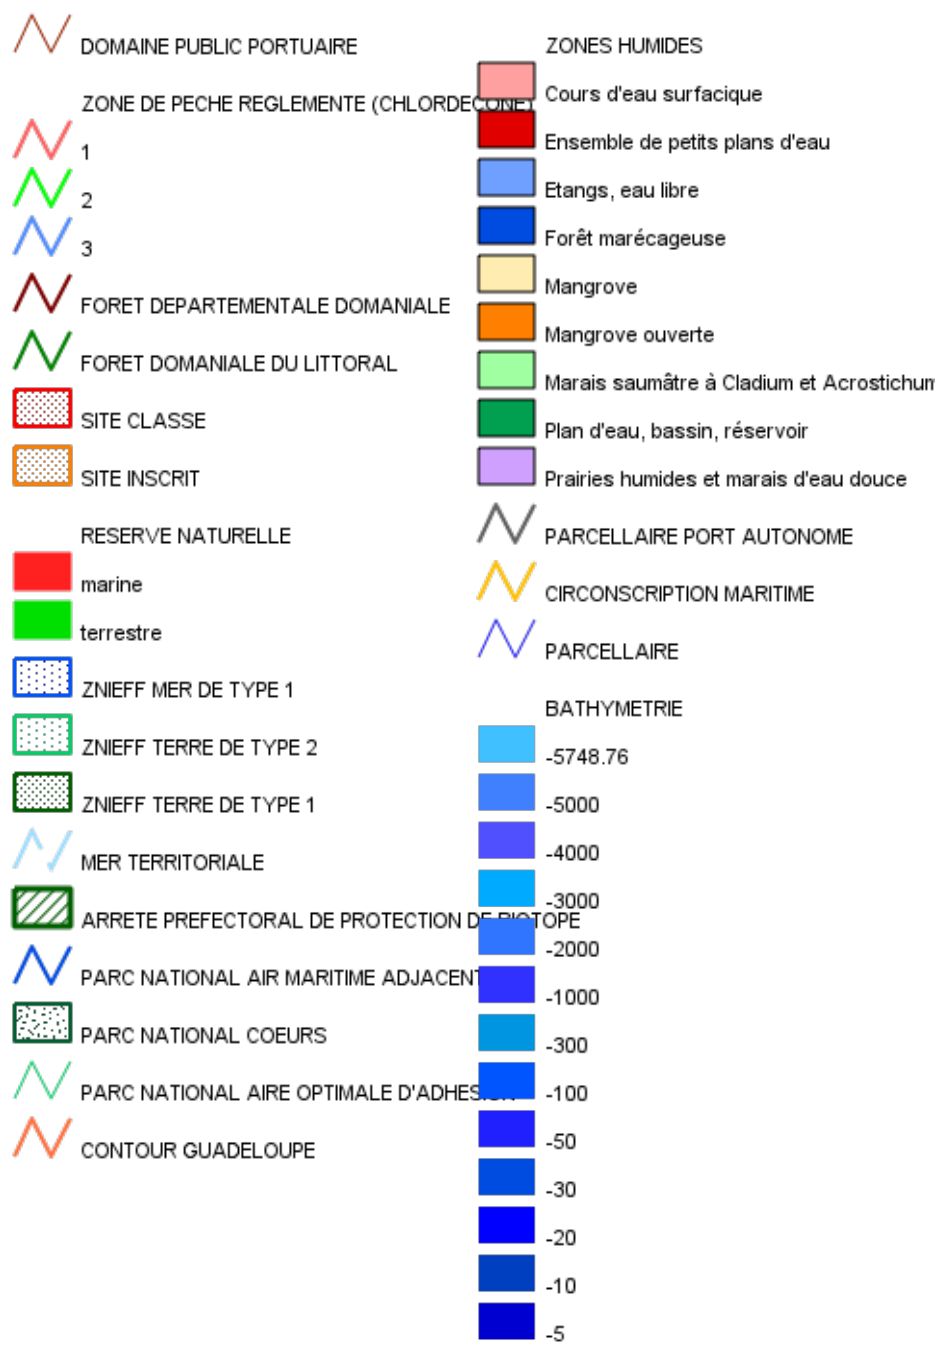 DOMAINE PUBLIC PORTUAIRE
ZONE DE PECHE REGLEMENTE (CHLORDECONE)
1
2
3
FORET DEPARTEMENTALE DOMANIALE
FORET DOMANIALE DU LITTORAL
SITE CLASSE
SITE INSCRIT
RESERVE NATURELLE
marine
terrestre
ZNIEFF MER DE TYPE 1
ZNIEFF TERRE DE TYPE 2
ZNIEFF TERRE DE TYPE 1
MER TERRITORIALE
ARRETE PREFECTORAL DE PROTECTION DE BIOTOPE
PARC NATIONAL AIR MARITIME ADJACENT
PARC NATIONAL COEURS
PARC NATIONAL AIRE OPTIMALE D'ADHESION
CONTOUR GUADELOUPE
ZONES HUMIDES
Cours d'eau surfacique
Ensemble de petits plans d'eau
Etangs, eau libre
Forêt marécageuse
Mangrove
Mangrove ouverte
Marais saumâtre à Cladium et Acrostichum
Plan d'eau, bassin, réservoir
Prairies humides et marais d'eau douce
PARCELLAIRE PORT AUTONOME
CIRCONSCRIPTION MARITIME
PARCELLAIRE
BATHYMETRIE
-5748.76
-5000
-4000
-3000
-2000
-1000
-300
-100
-50
-30
-20
-10
-5